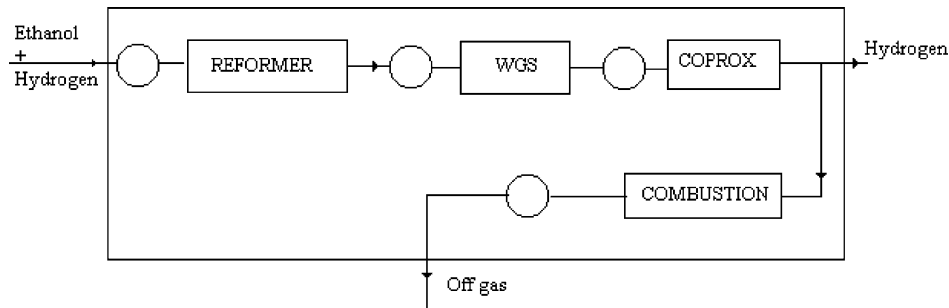 Ethanol
+
Hydrogen
REFORMER
WGS
COPROX
Hydrogen
COMBUSTION
Off gas